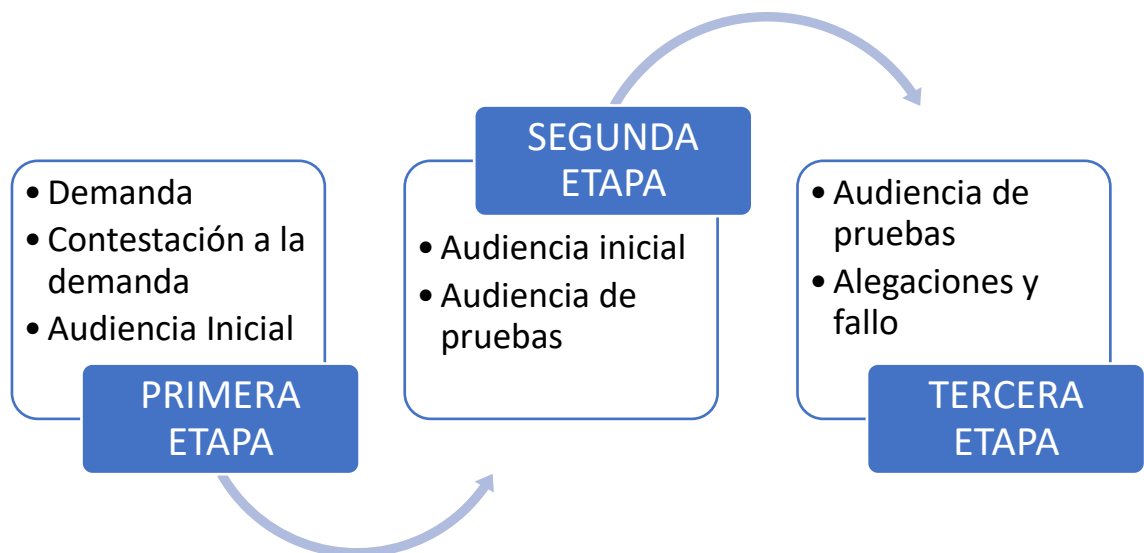 • Demanda
• Contestación a la
demanda
• Audiencia Inicial
PRIMERA
ETAPA
SEGUNDA
ETAPA
• Audiencia inicial
• Audiencia de
pruebas
• Audiencia de
pruebas
• Alegaciones y
fallo
TERCERA
ETAPA